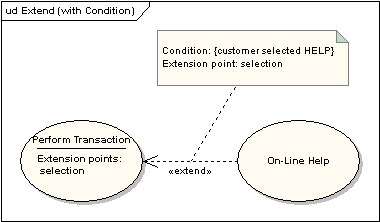 ud Extend (with Condition)
Condition: {customer selected HELP}
Extension point: selection
Perform Transaction
Extension points:
selection
«extend»
On-Line Help